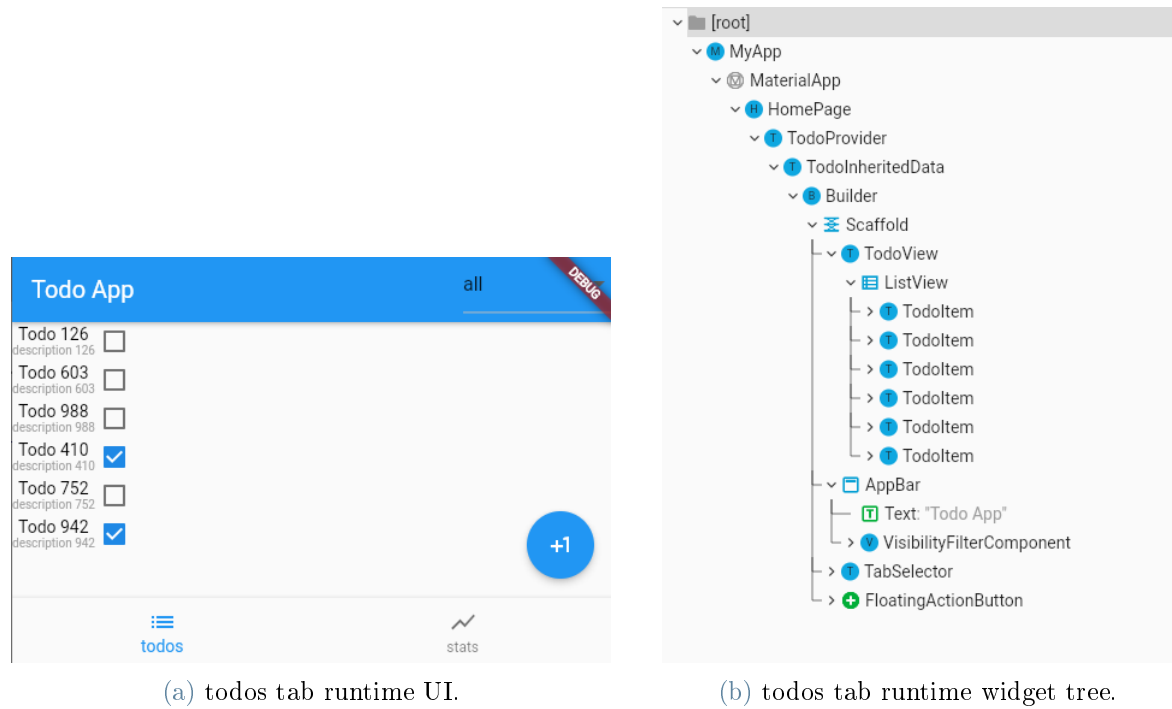 Todo App
all
DEBUG
Todo 126
description 126
Todo 603
description 603
Todo 988
description 988
Todo 410
description 410
Todo 752
description 752
Todo 942
description 942
+1
todos
stats
(a) todos tab runtime UI.
[root]
M MyApp
MaterialApp
H HomePage
T TodoProvider
T TodoInheritedData
B Builder
Scaffold
T TodoView
ListView
T TodoItem
T TodoItem
T TodoItem
T TodoItem
T TodoItem
T TodoItem
AppBar
T Text: "Todo App"
V VisibilityFilterComponent
T TabSelector
FloatingActionButton
(b) todos tab runtime widget tree.